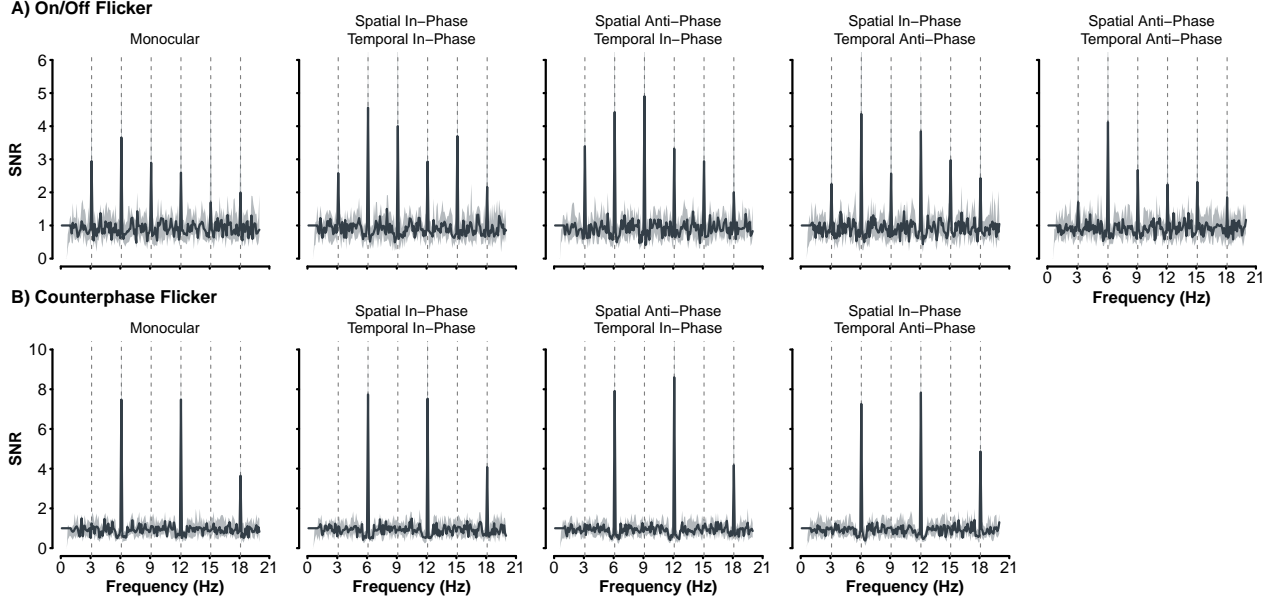 A) On/Off Flicker
Monocular
Spatial In−Phase
Temporal In−Phase
Spatial Anti−Phase
Temporal In−Phase
Spatial In−Phase
Temporal Anti−Phase
Spatial Anti−Phase
Temporal Anti−Phase
SNR
6
5
4
3
2
1
0
0 3 6 9 12 15 18 21
Frequency (Hz)
B) Counterphase Flicker
Monocular
Spatial In−Phase
Temporal In−Phase
Spatial Anti−Phase
Temporal In−Phase
Spatial In−Phase
Temporal Anti−Phase
SNR
10
8
6
4
2
0
0 3 6 9 12 15 18 21
Frequency (Hz)
0 3 6 9 12 15 18 21
Frequency (Hz)
0 3 6 9 12 15 18 21
Frequency (Hz)
0 3 6 9 12 15 18 21
Frequency (Hz)